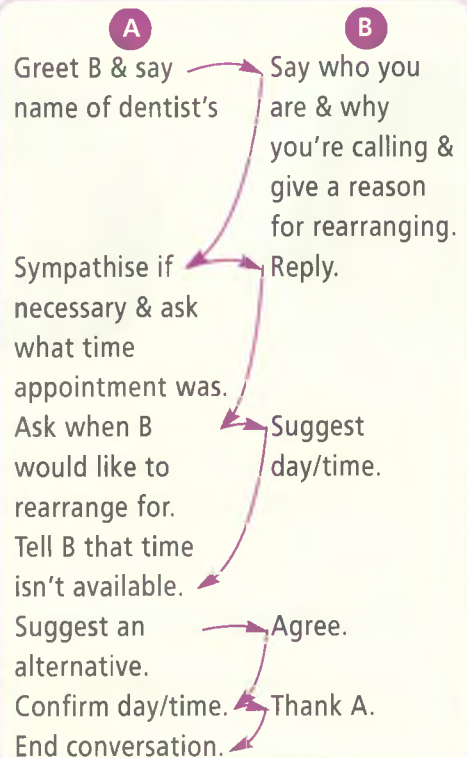 A
B
Greet B & say
name of dentist's
Say who you
are & why
you're calling &
give a reason
for rearranging.
Sympathise if
necessary & ask
what time
appointment was.
Reply.
Ask when B
would like to
rearrange for.
Suggest
day/time.
Tell B that time
isn't available.
Suggest an
alternative.
Agree.
Confirm day/time.
Thank A.
End conversation.